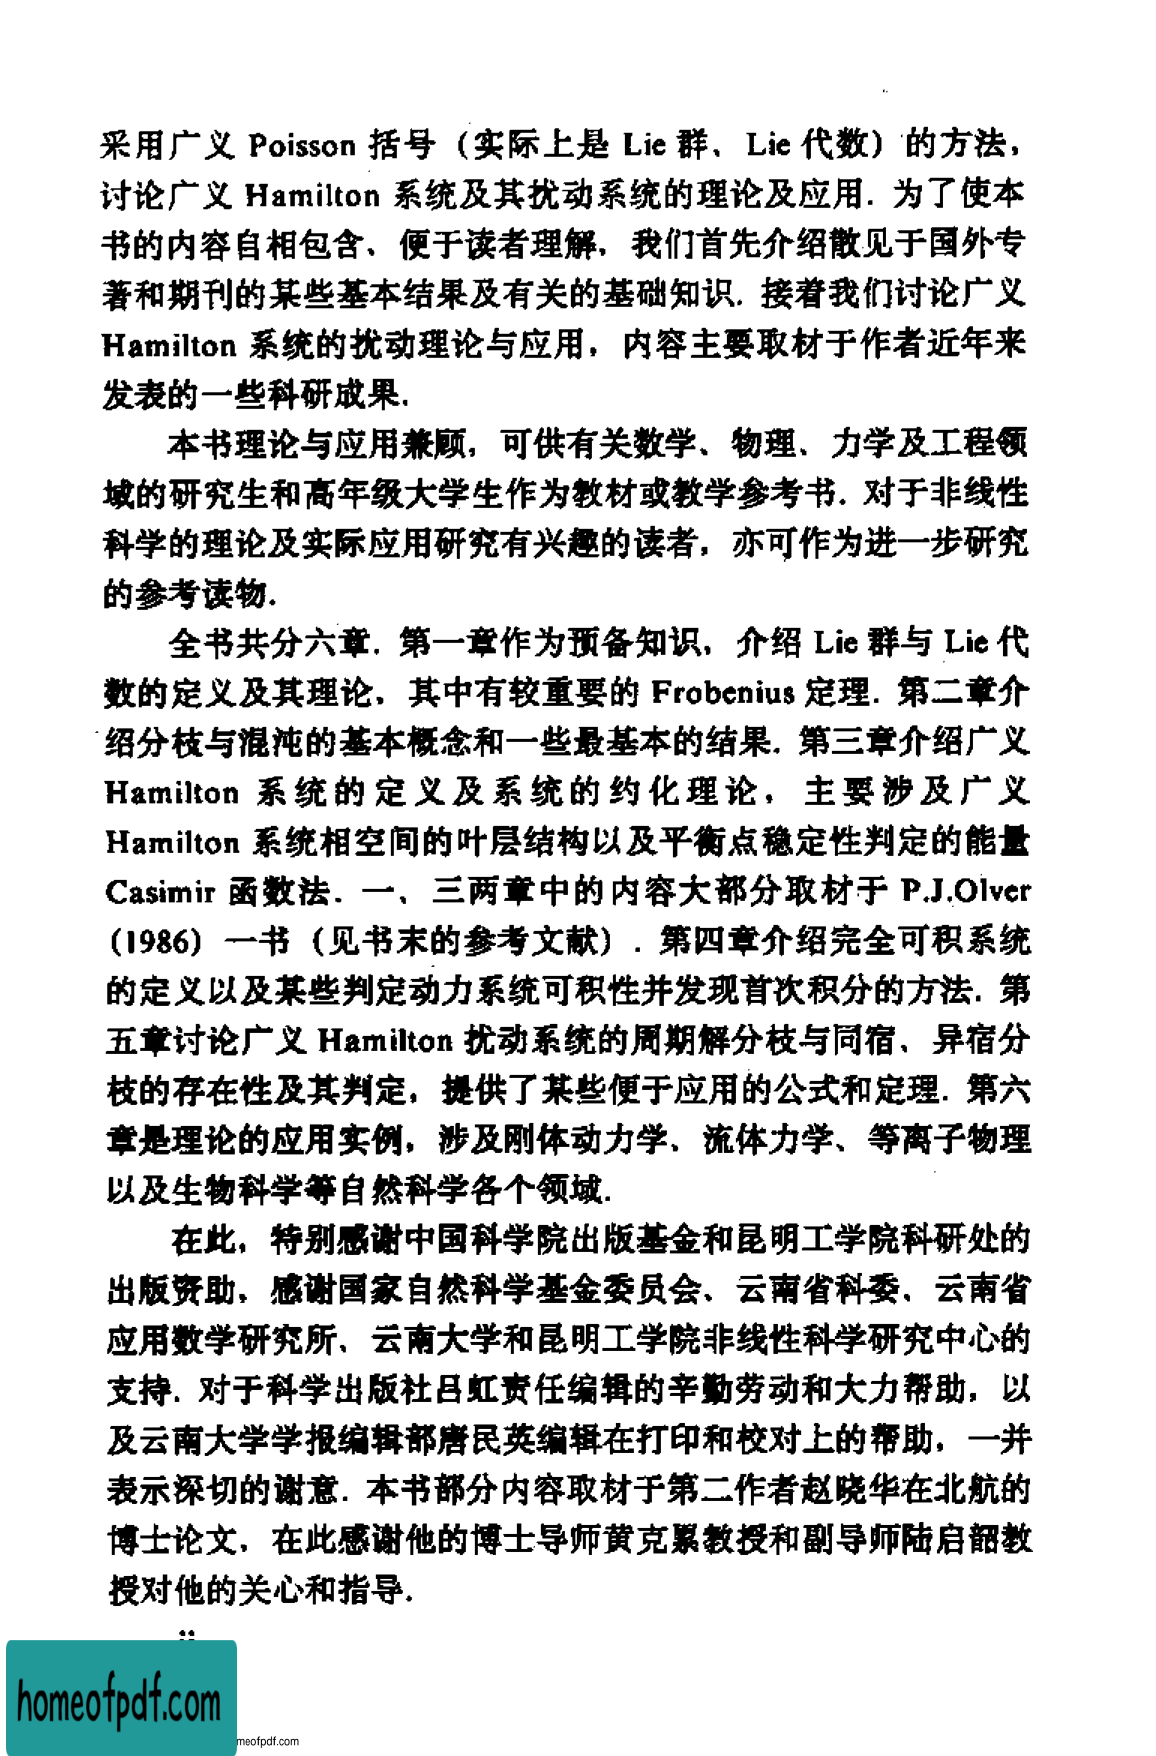 采用广义 Poisson 括号（实际上是 Lie 群、Lie 代数）的方法，
讨论广义 Hamilton 系统及其扰动系统的理论及应用. 为了使本
书的内容自相包含、便于读者理解，我们首先介绍散见于国外专
著和期刊的某些基本结果及有关的基础知识. 接着我们讨论广义
Hamilton 系统的扰动理论与应用，内容主要取材于作者近年来
发表的一些科研成果.
本书理论与应用兼顾，可供有关数学、物理、力学及工程领
域的研究生和高年级大学生作为教材或教学参考书. 对于非线性
科学的理论及实际应用研究有兴趣的读者，亦可作为进一步研究
的参考读物.
全书共分六章. 第一章作为预备知识，介绍 Lie 群与 Lie 代
数的定义及其理论，其中有较重要的 Frobenius 定理. 第二章介
绍分枝与混沌的基本概念和一些最基本的结果. 第三章介绍广义
Hamilton 系统的定义及系统的约化理论，主要涉及广义
Hamilton 系统相空间的叶层结构以及平衡点稳定性判定的能量
Casimir 函数法. 一、三两章中的内容大部分取材于 P.J.Olver
(1986) 一书（见书末的参考文献）. 第四章介绍完全可积系统
的定义以及某些判定动力系统可积性并发现首次积分的方法. 第
五章讨论广义 Hamilton 扰动系统的周期解分枝与同宿、异宿分
枝的存在性及其判定，提供了某些便于应用的公式和定理. 第六
章是理论的应用实例，涉及刚体动力学、流体力学、等离子物理
以及生物科学等自然科学各个领域.
在此，特别感谢中国科学院出版基金和昆明工学院科研处的
出版资助，感谢国家自然科学基金委员会、云南省科委、云南省
应用数学研究所、云南大学和昆明工学院非线性科学研究中心的
支持. 对于科学出版社吕虹责任编辑的辛勤劳动和大力帮助，以
及云南大学学报编辑部唐民英编辑在打印和校对上的帮助，一并
表示深切的谢意. 本书部分内容取材于第二作者赵晓华在北航的
博士论文，在此感谢他的博士导师黄克累教授和副导师陆启韶教
授对他的关心和指导.
homeofpdf.com
meofpdf.com